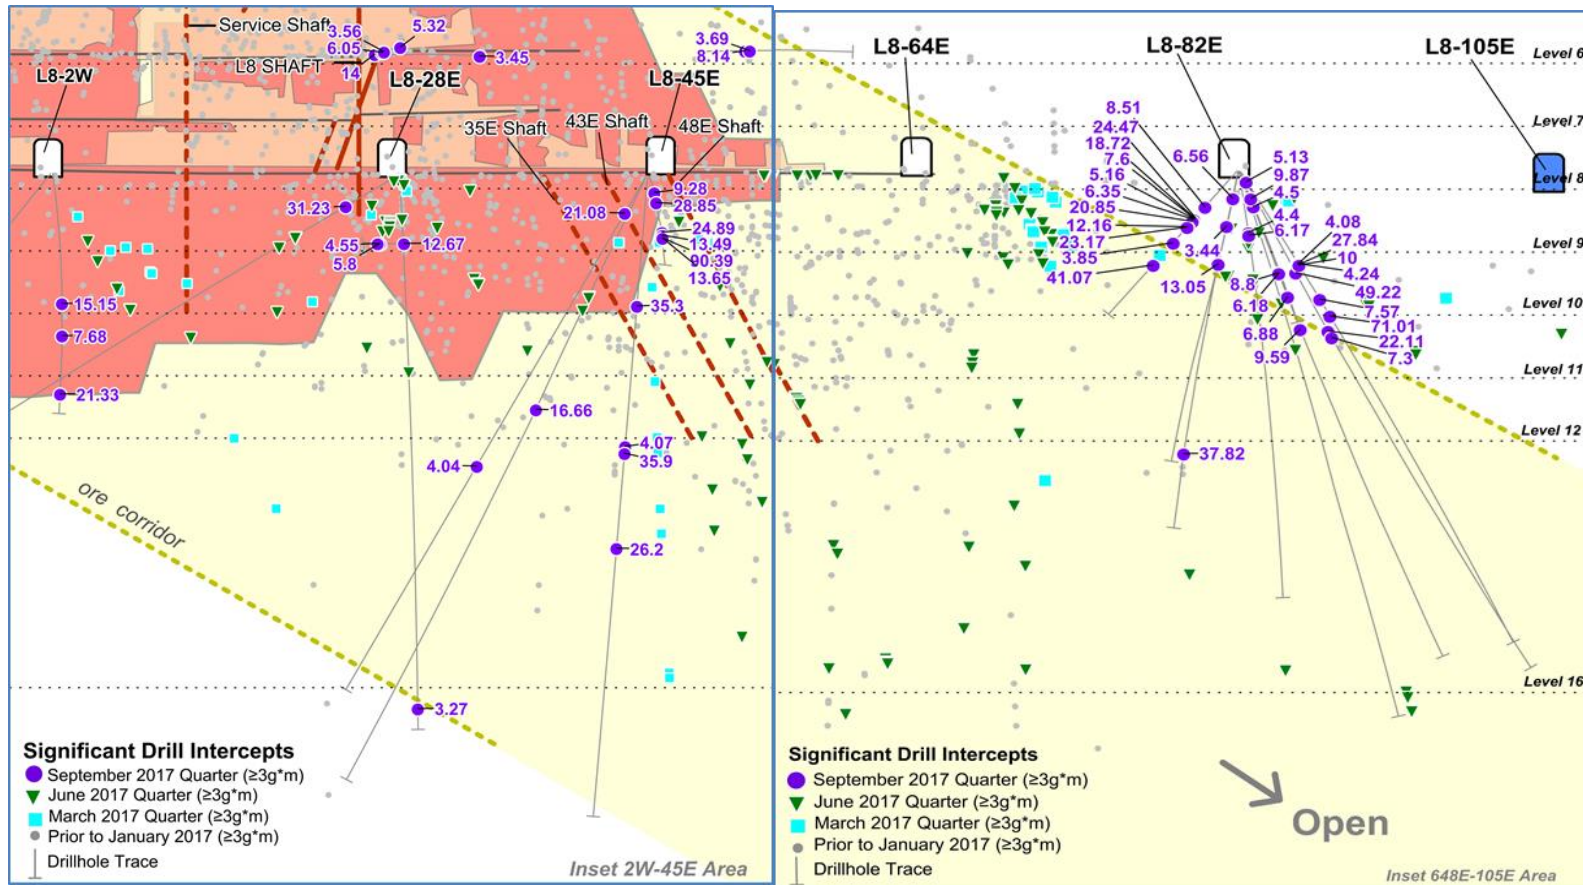 Service Shaft
3.56
5.32
6.05
L8 SHAFT
14
3.45
3.69
8.14
L8-2W
L8-28E
L8-45E
35E Shaft
43E Shaft
48E Shaft
31.23
4.55
5.8
12.67
21.08
9.28
28.85
24.89
13.49
90.39
13.65
15.15
7.68
35.3
21.33
16.66
4.04
4.07
35.9
26.2
3.27
ore corridor
Significant Drill Intercepts
September 2017 Quarter (≥3g*m)
June 2017 Quarter (≥3g*m)
March 2017 Quarter (≥3g*m)
Prior to January 2017 (≥3g*m)
Drillhole Trace
Inset 2W-45E Area
L8-64E
L8-82E
L8-105E
Level 6
Level 7
Level 8
Level 9
Level 10
Level 11
Level 12
Level 16
8.51
24.47
18.72
7.6
5.16
6.35
20.85
12.16
23.17
3.85
41.07
6.56
5.13
9.87
4.5
4.4
6.17
3.44
13.05
4.08
27.84
10
4.24
49.22
8.8
6.18
7.57
71.01
22.11
7.3
6.88
9.59
37.82
Open
Significant Drill Intercepts
September 2017 Quarter (≥3g*m)
June 2017 Quarter (≥3g*m)
March 2017 Quarter (≥3g*m)
Prior to January 2017 (≥3g*m)
Drillhole Trace
Inset 648E-105E Area